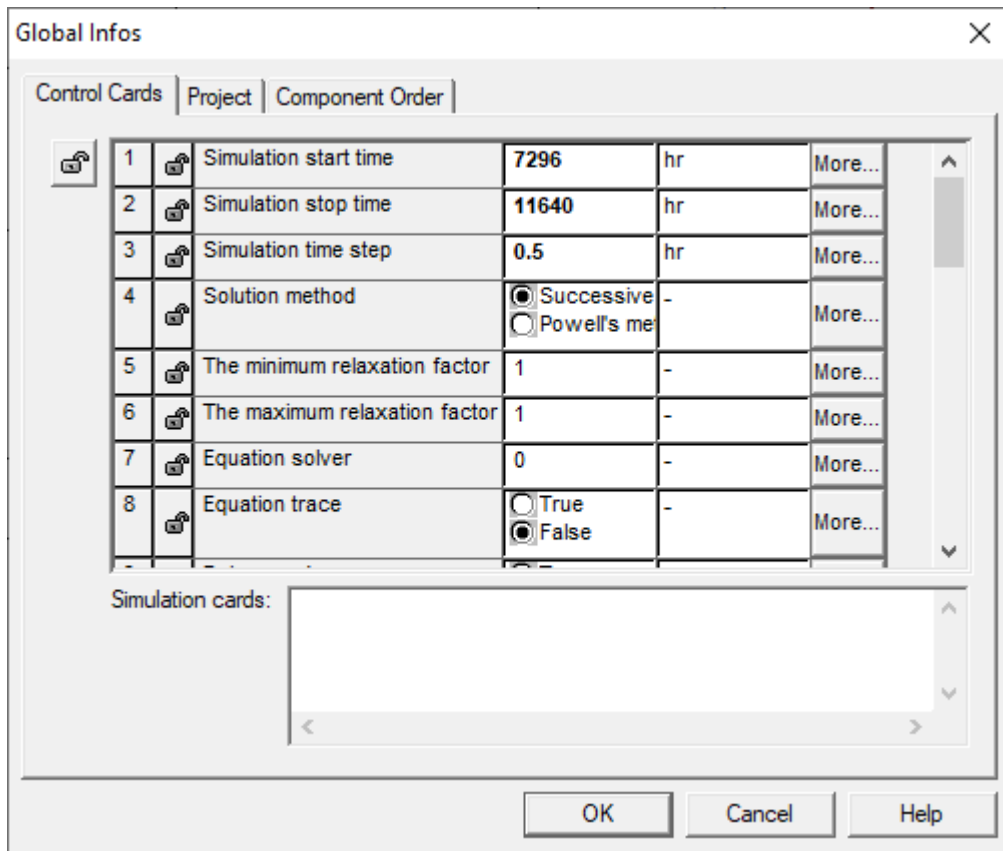 Global Infos
Control Cards Project Component Order
1 Simulation start time 7296 hr More...
2 Simulation stop time 11640 hr More...
3 Simulation time step 0.5 hr More...
4 Solution method Successive - More...
Powell's me
5 The minimum relaxation factor 1 - More...
6 The maximum relaxation factor 1 - More...
7 Equation solver 0 - More...
8 Equation trace True - More...
False
Simulation cards:
OK Cancel Help